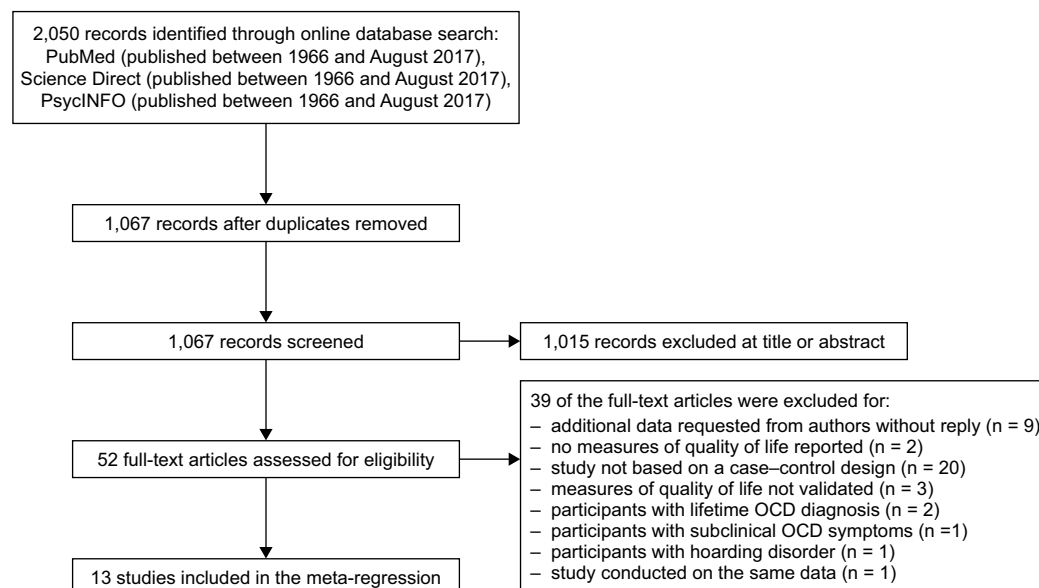 2,050 records identified through online database search:
PubMed (published between 1966 and August 2017),
Science Direct (published between 1966 and August 2017),
PsycINFO (published between 1966 and August 2017)
1,067 records after duplicates removed
1,067 records screened
1,015 records excluded at title or abstract
52 full-text articles assessed for eligibility
39 of the full-text articles were excluded for:
– additional data requested from authors without reply (n = 9)
– no measures of quality of life reported (n = 2)
– study not based on a case–control design (n = 20)
– measures of quality of life not validated (n = 3)
– participants with lifetime OCD diagnosis (n = 2)
– participants with subclinical OCD symptoms (n =1)
– participants with hoarding disorder (n = 1)
– study conducted on the same data (n = 1)
13 studies included in the meta-regression